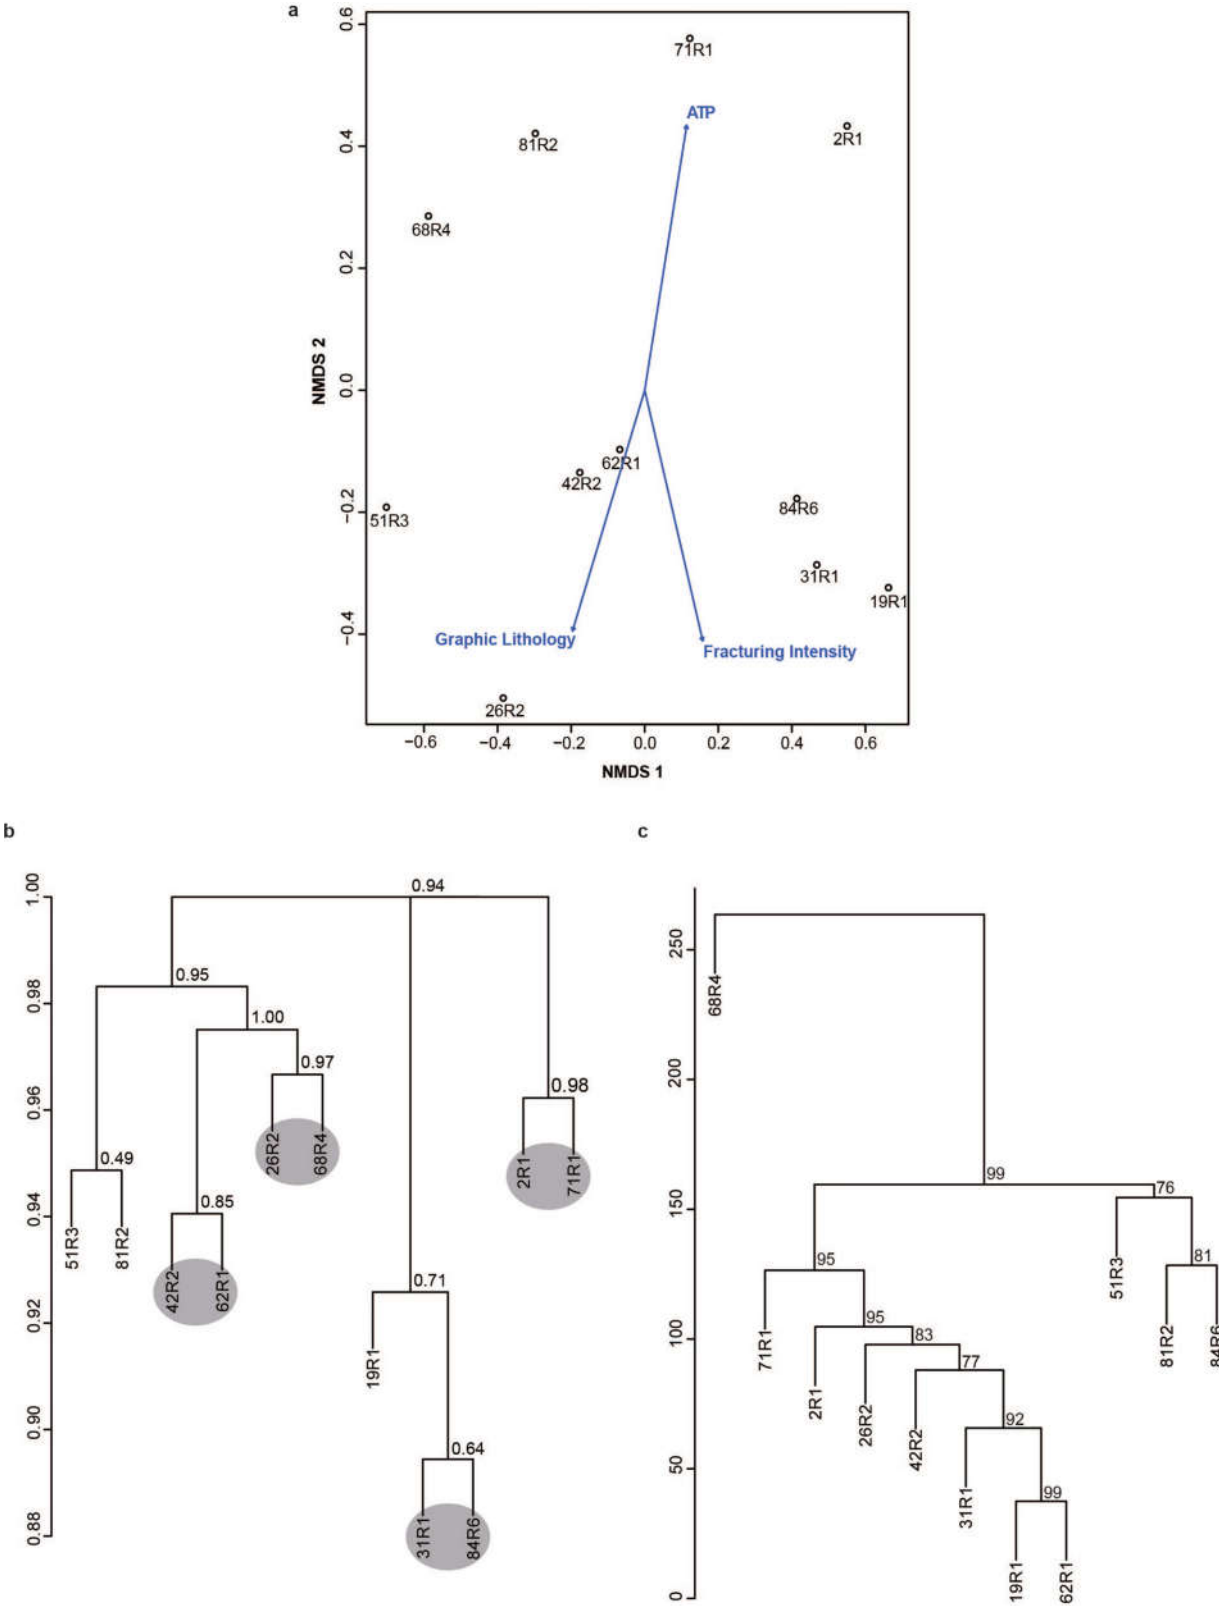 a
0.6
0.4
0.2
0.0
−0.2
−0.4
NMDS 2
71R1
ATP
2R1
81R2
68R4
62R1
42R2
51R3
84R6
31R1
19R1
Graphic Lithology
Fracturing Intensity
26R2
−0.6 −0.4 −0.2 0.0 0.2 0.4 0.6
NMDS 1
b
1.00
0.98
0.96
0.94
0.92
0.90
0.88
0.94
0.95
1.00
0.97
0.98
0.49
0.85
0.71
0.64
51R3
81R2
42R2
62R1
26R2
68R4
19R1
31R1
84R6
2R1
71R1
c
250
200
150
100
50
0
68R4
99
76
95
81
95
83
77
92
99
71R1
2R1
26R2
42R2
31R1
19R1
62R1
51R3
81R2
84R6